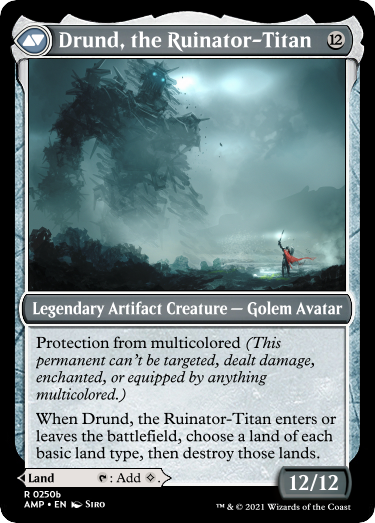 Drund, the Ruinator-Titan 12
Legendary Artifact Creature — Golem Avatar
Protection from multicolored (This
permanent can't be targeted, dealt damage,
enchanted, or equipped by anything
multicolored.)
When Drund, the Ruinator-Titan enters or
leaves the battlefield, choose a land of each
basic land type, then destroy those lands.
Land : Add .
12/12
R 0250b
AMP • EN Siro
™ & © 2021 Wizards of the Coast